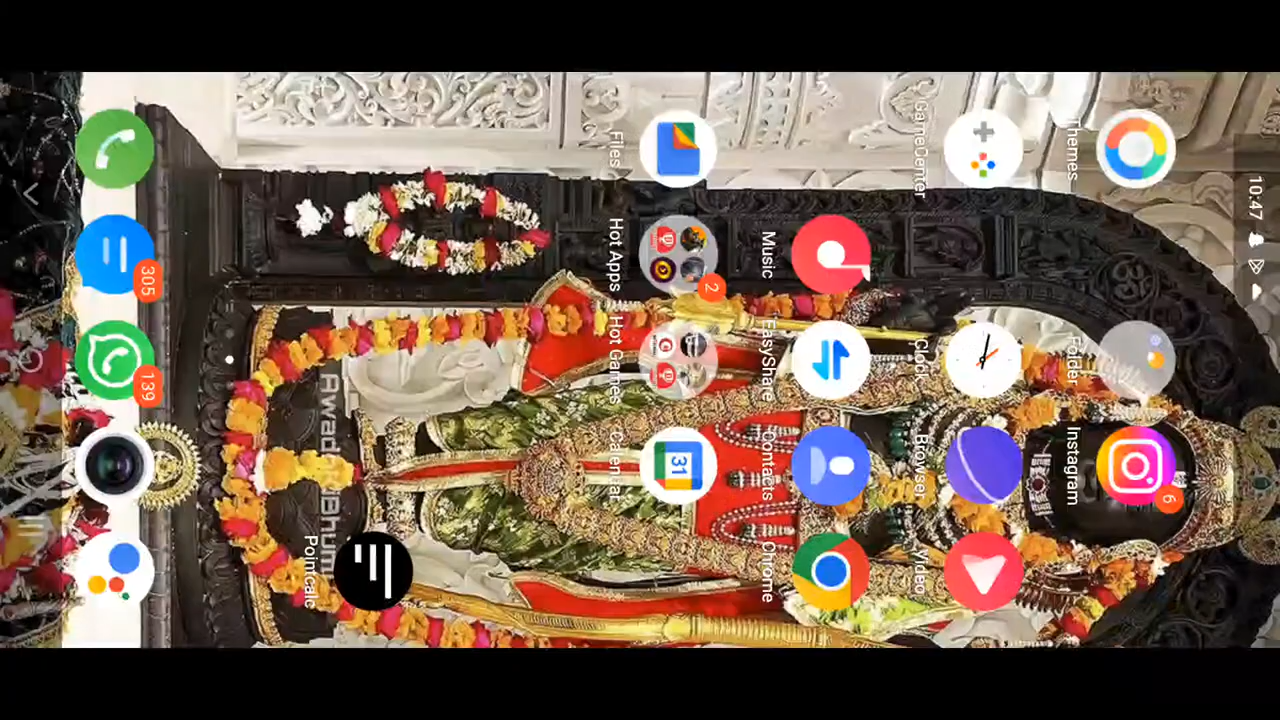 10:47
Themes
Folder
Instagram
6
GameCenter
Clock
Browser
Video
Music
EasyShare
Contacts
Chrome
Files
Hot Apps
2
Hot Games
Calendar
31
PojmCalc
305
139